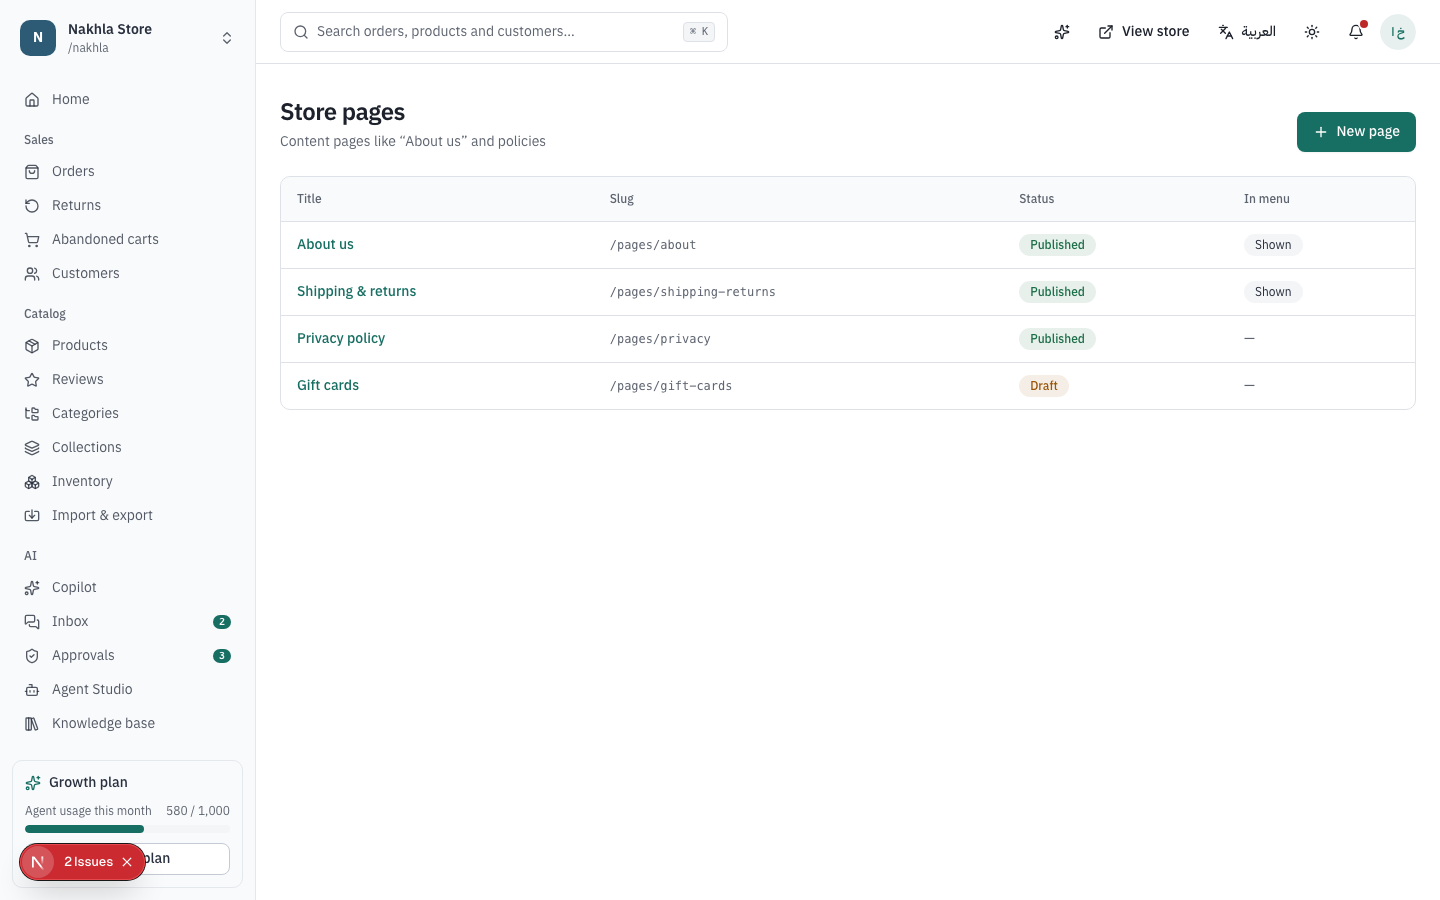 N
Nakhla Store
/nakhla
Search orders, products and customers...
⌘ K
View store
العربية
خ ا
Home
Sales
Orders
Returns
Abandoned carts
Customers
Catalog
Products
Reviews
Categories
Collections
Inventory
Import & export
AI
Copilot
Inbox
2
Approvals
3
Agent Studio
Knowledge base
Growth plan
Agent usage this month 580 / 1,000
plan
N 2 Issues
Store pages
Content pages like “About us” and policies
New page
Title Slug Status In menu
About us /pages/about Published Shown
Shipping & returns /pages/shipping-returns Published Shown
Privacy policy /pages/privacy Published —
Gift cards /pages/gift-cards Draft —